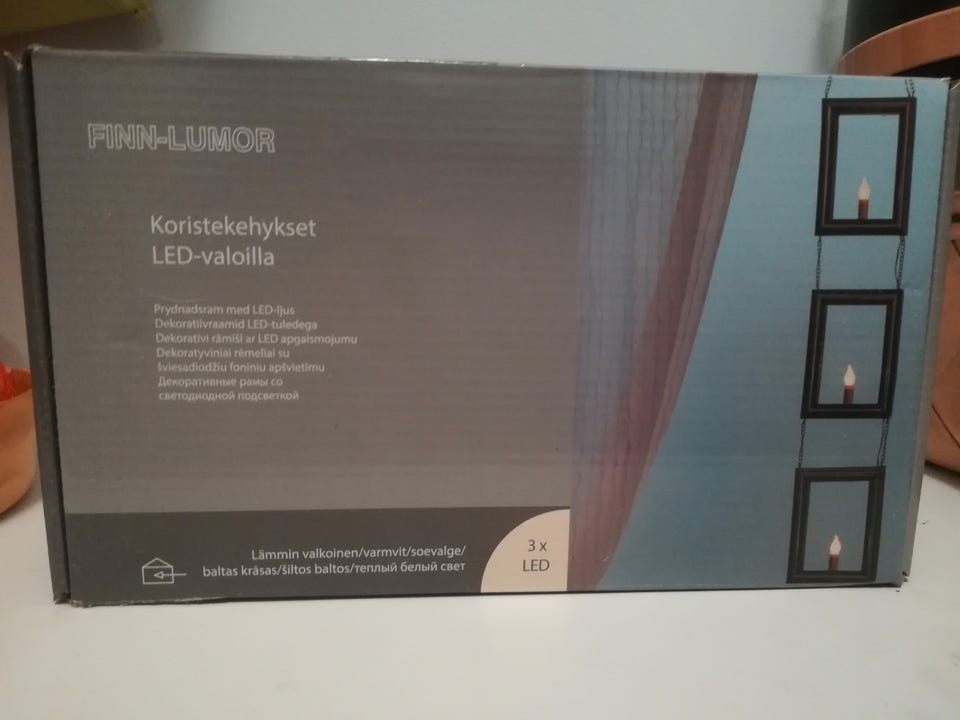 FINN-LUMOR
Koristekehykset
LED-valoilla
Prydnadsram med LED-ljus
Dekoratiivraamid LED-tuledega
Dekoratīvi rāmīši ar LED apgaismojumu
Dekoratyviniai rėmeliai su
šviesadiodžiu foniniu apšvietimu
Декоративные рамы со
светодиодной подсветкой
Lämmin valkoinen/varmvit/soevalge/
baltas krāsas/šiltos baltos/теплый белый свет
3 x
LED